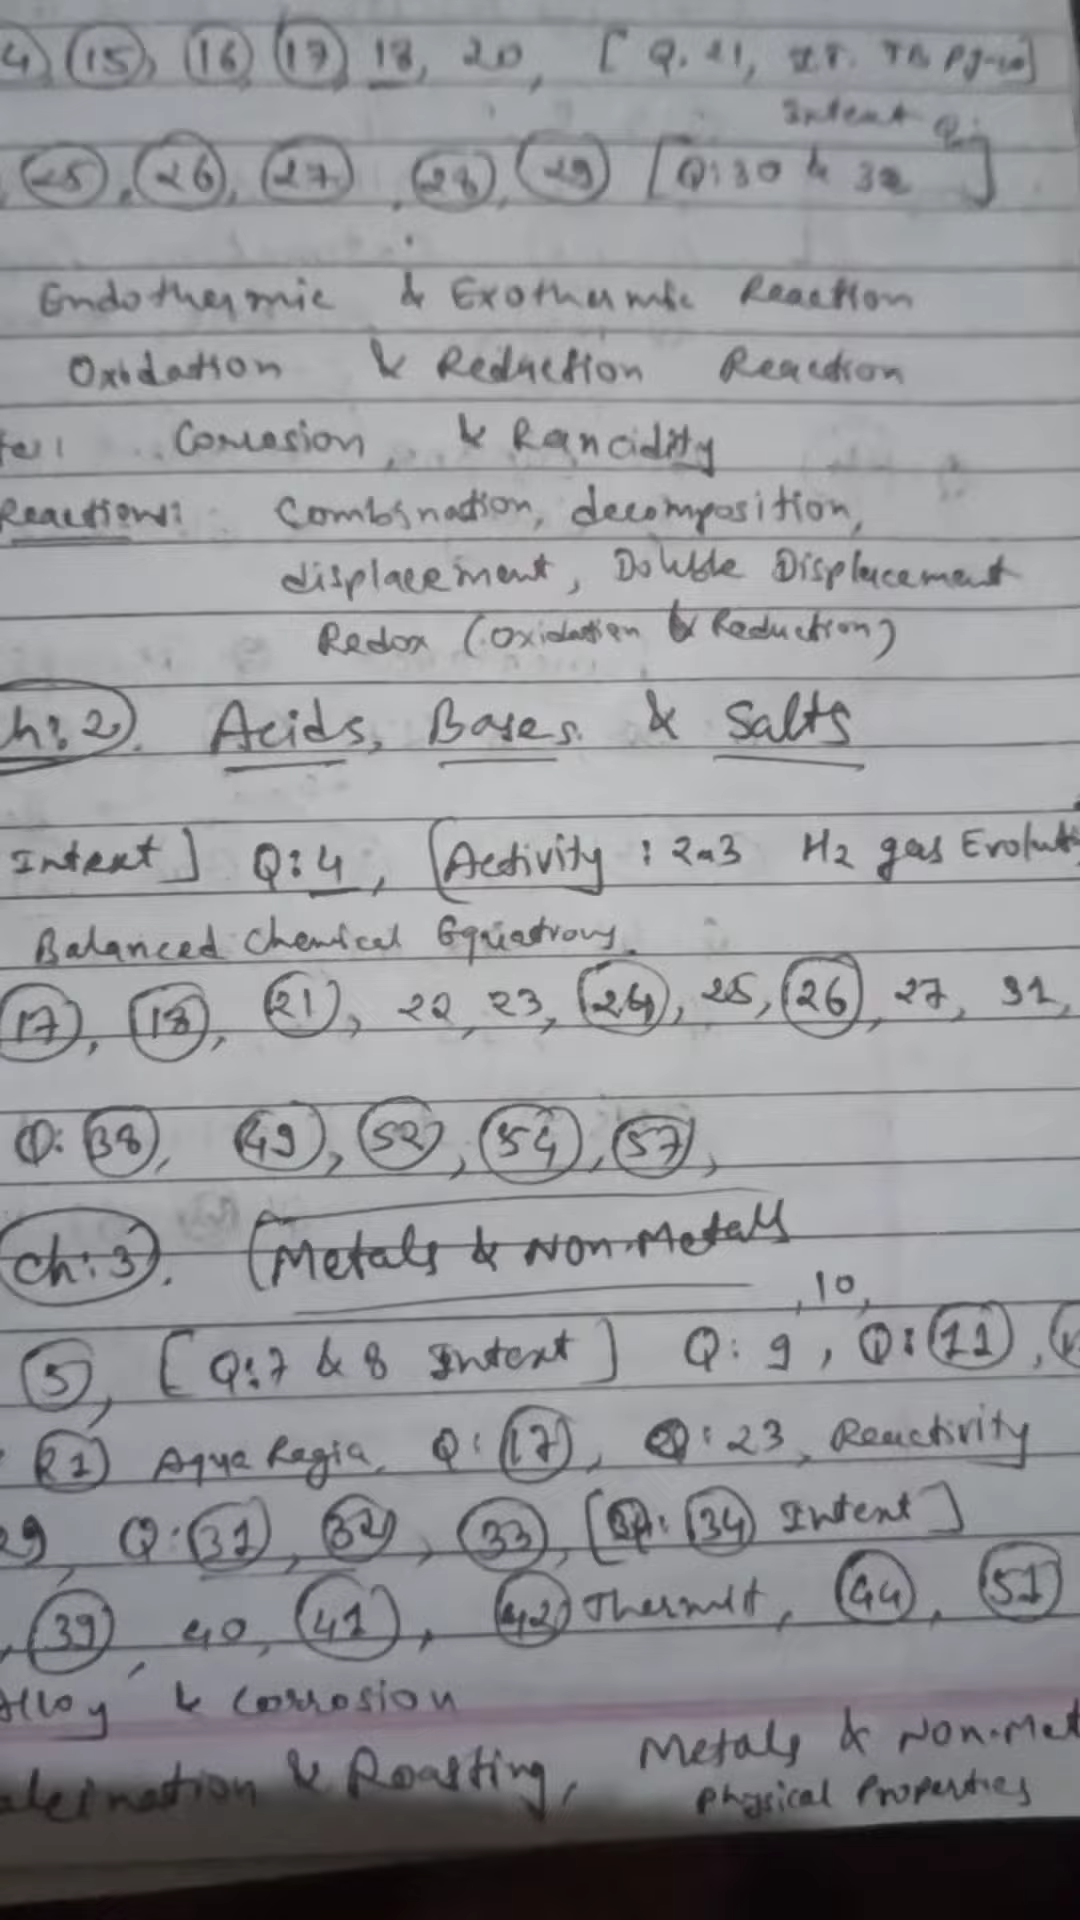 4, 15, 16, 17, 18, 20, [Q. 21, IT. TB Pg-10]
Intext Q:
25, 26, 27, 28, 29 [Q:30 & 32]
Endothermic & Exothermic Reaction
Oxidation & Reduction Reaction
Corrosion & Rancidity
Reactions: Combination, decomposition,
displacement, Double Displacement
Redox (Oxidation & Reduction)
h:2. Acids, Bases & Salts
Intext] Q:4, [Activity: 2.3 H2 gas Evoluti
Balanced Chemical Equations.
17, 18, 21, 22, 23, 24, 25, 26, 27, 31,
Q: 38, 49, 52, 54, 57,
Ch:3. [Metals & Non-Metals
, 10,
5, [Q:7 & 8 Intext] Q: 9, Q: 11,
21 Aqua Regia, Q: 17, Q: 23, Reactivity
29, Q: 31, 32, 33, [34 Intext]
, 39, 40, 41, 42 Thermit, 44, 51
Alloy & Corrosion
alcination & Roasting, Metals & Non-Met
Physical Properties